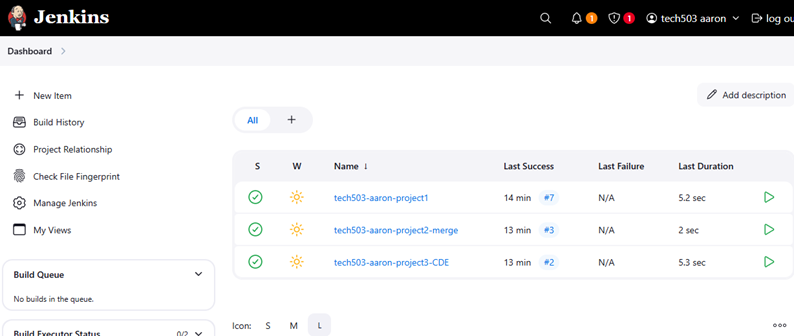 Jenkins
1
1
tech503 aaron
log ou
Dashboard
New Item
Build History
Project Relationship
Check File Fingerprint
Manage Jenkins
My Views
Build Queue
No builds in the queue.
Build Executor Status 0/2
Add description
All +
S W Name ↓ Last Success Last Failure Last Duration
tech503-aaron-project1 14 min #7 N/A 5.2 sec
tech503-aaron-project2-merge 13 min #3 N/A 2 sec
tech503-aaron-project3-CDE 13 min #2 N/A 5.3 sec
Icon: S M L